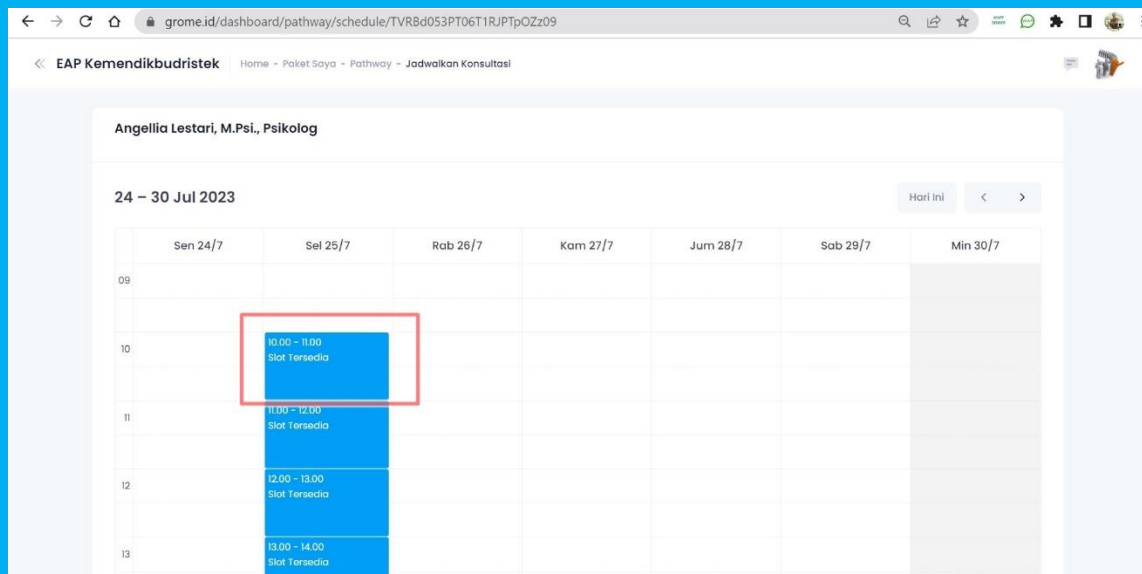 grome.id/dashboard/pathway/schedule/TVRBd053PT06T1RJPTpOZz09
EAP Kemendikbudristek Home - Paket Saya - Pathway - Jadwalkan Konsultasi
Angellia Lestari, M.Psi., Psikolog
24 – 30 Jul 2023 Hari Ini
Sen 24/7 Sel 25/7 Rab 26/7 Kam 27/7 Jum 28/7 Sab 29/7 Min 30/7
09
10 10.00 - 11.00
Slot Tersedia
11 11.00 - 12.00
Slot Tersedia
12 12.00 - 13.00
Slot Tersedia
13 13.00 - 14.00
Slot Tersedia